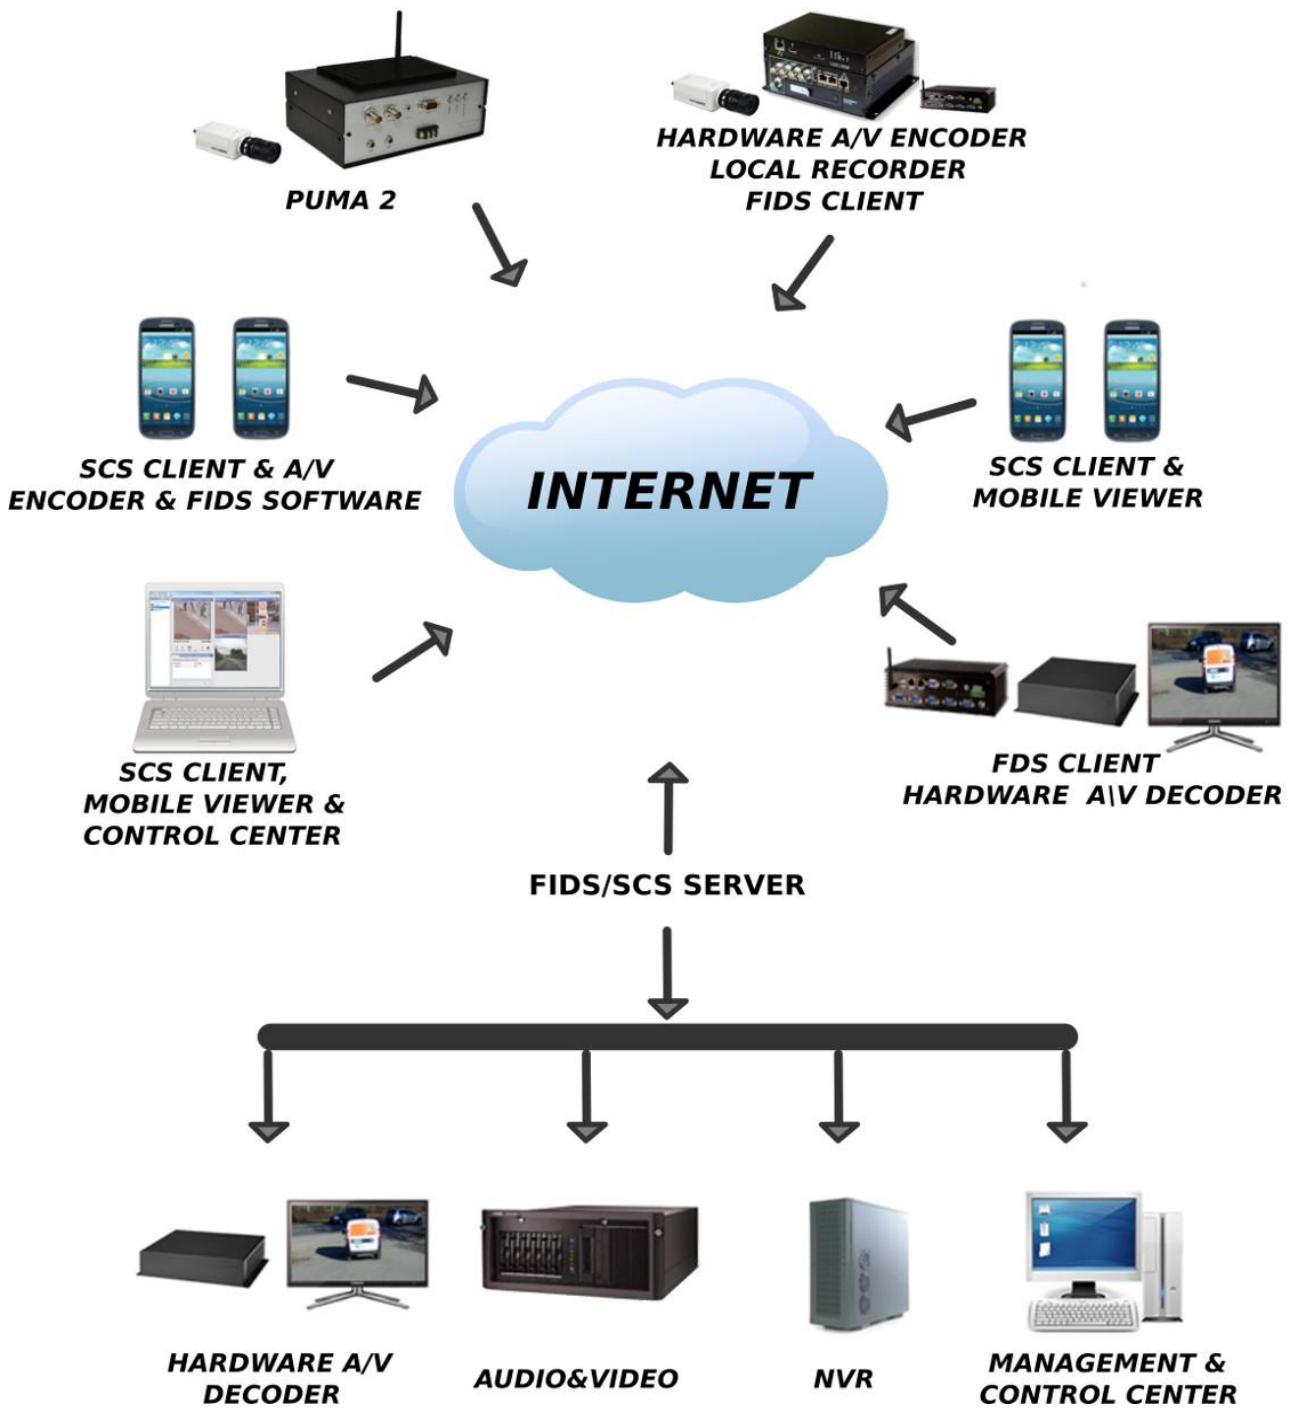 PUMA 2
HARDWARE A/V ENCODER
LOCAL RECORDER
FIDS CLIENT
SCS CLIENT & A/V
ENCODER & FIDS SOFTWARE
INTERNET
SCS CLIENT &
MOBILE VIEWER
SCS CLIENT,
MOBILE VIEWER &
CONTROL CENTER
FDS CLIENT
HARDWARE A\V DECODER
FIDS/SCS SERVER
HARDWARE A/V
DECODER
AUDIO&VIDEO
NVR
MANAGEMENT &
CONTROL CENTER